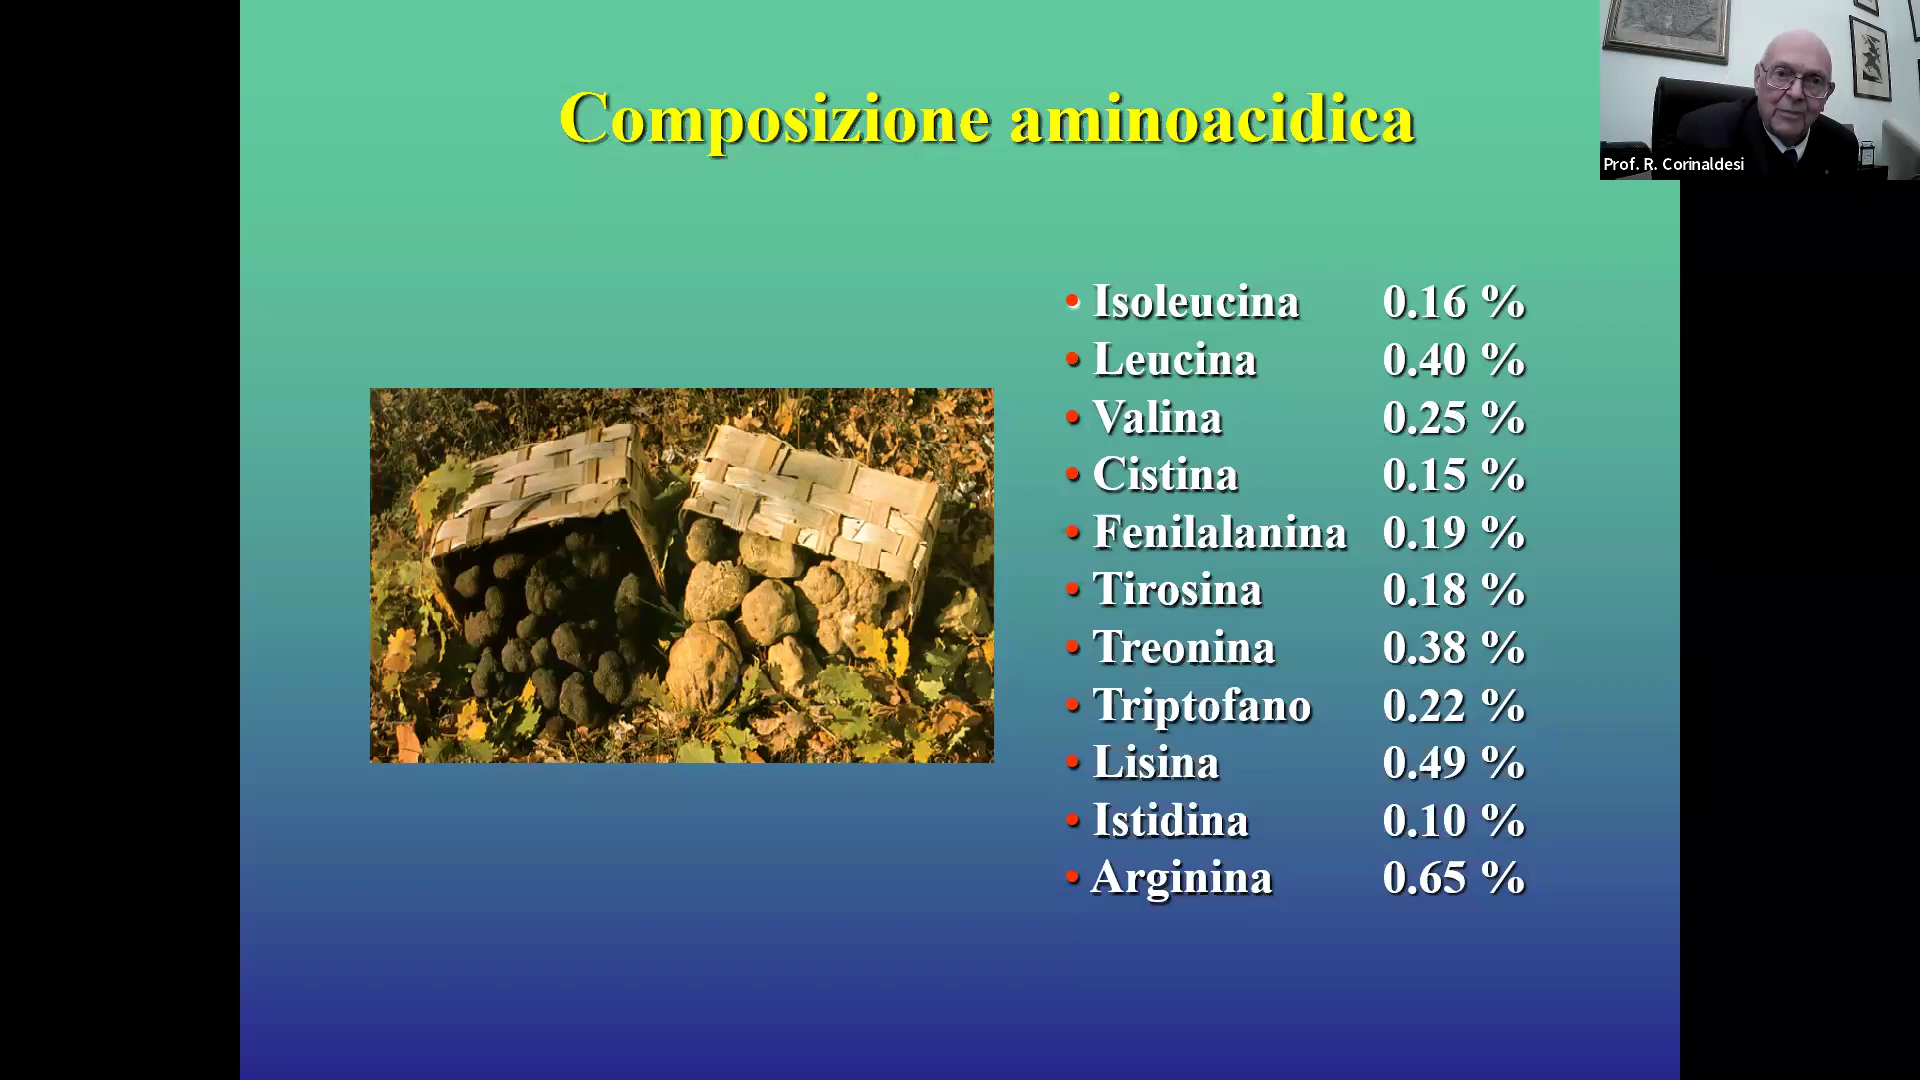 Composizione aminoacidica
Prof. R. Corinaldesi
• Isoleucina 0.16 %
• Leucina 0.40 %
• Valina 0.25 %
• Cistina 0.15 %
• Fenilalanina 0.19 %
• Tirosina 0.18 %
• Treonina 0.38 %
• Triptofano 0.22 %
• Lisina 0.49 %
• Istidina 0.10 %
• Arginina 0.65 %